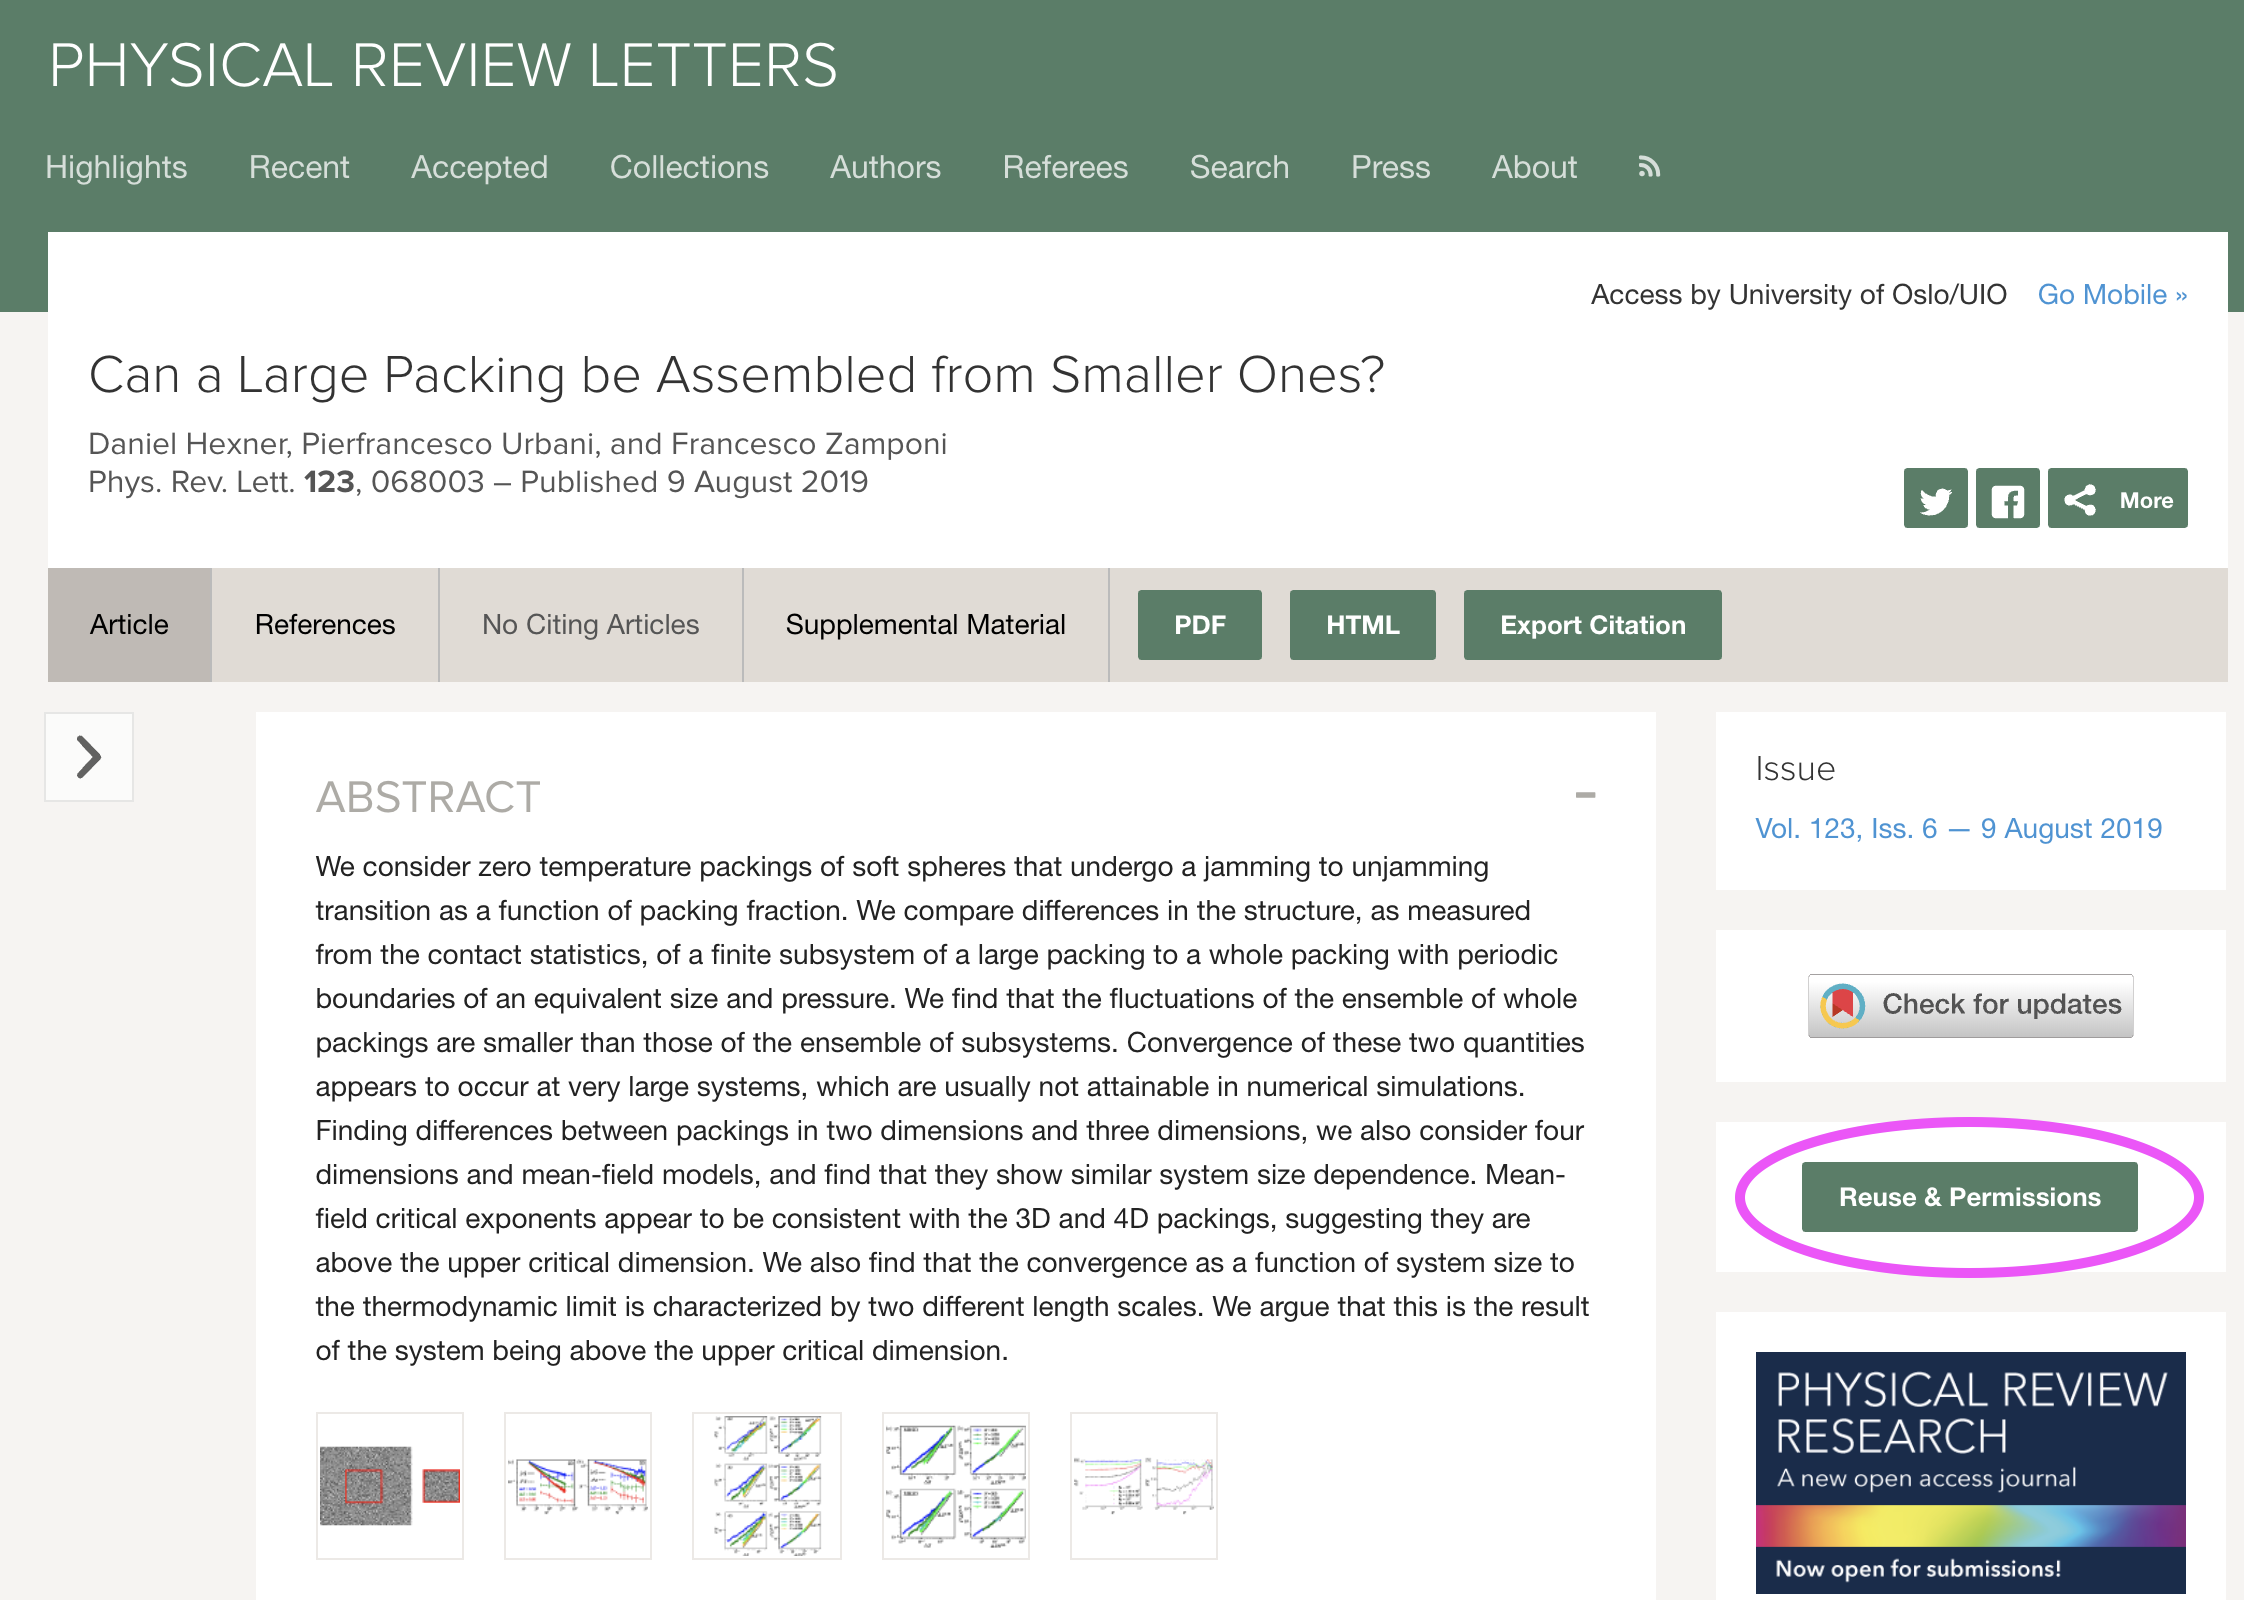 PHYSICAL REVIEW LETTERS
Highlights Recent Accepted Collections Authors Referees Search Press About
Access by University of Oslo/UIO Go Mobile »
Can a Large Packing be Assembled from Smaller Ones?
Daniel Hexner, Pierfrancesco Urbani, and Francesco Zamponi
Phys. Rev. Lett. 123, 068003 – Published 9 August 2019
More
Article References No Citing Articles Supplemental Material PDF HTML Export Citation
ABSTRACT
We consider zero temperature packings of soft spheres that undergo a jamming to unjamming
transition as a function of packing fraction. We compare differences in the structure, as measured
from the contact statistics, of a finite subsystem of a large packing to a whole packing with periodic
boundaries of an equivalent size and pressure. We find that the fluctuations of the ensemble of whole
packings are smaller than those of the ensemble of subsystems. Convergence of these two quantities
appears to occur at very large systems, which are usually not attainable in numerical simulations.
Finding differences between packings in two dimensions and three dimensions, we also consider four
dimensions and mean-field models, and find that they show similar system size dependence. Mean-
field critical exponents appear to be consistent with the 3D and 4D packings, suggesting they are
above the upper critical dimension. We also find that the convergence as a function of system size to
the thermodynamic limit is characterized by two different length scales. We argue that this is the result
of the system being above the upper critical dimension.
Issue
Vol. 123, Iss. 6 — 9 August 2019
Check for updates
Reuse & Permissions
PHYSICAL REVIEW
RESEARCH
A new open access journal
Now open for submissions!